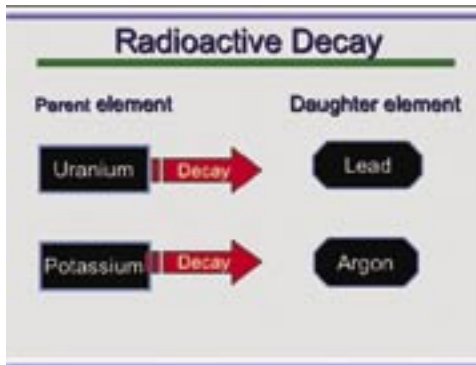 Radioactive Decay
Parent element Daughter element
Uranium Decay Lead
Potassium Decay Argon